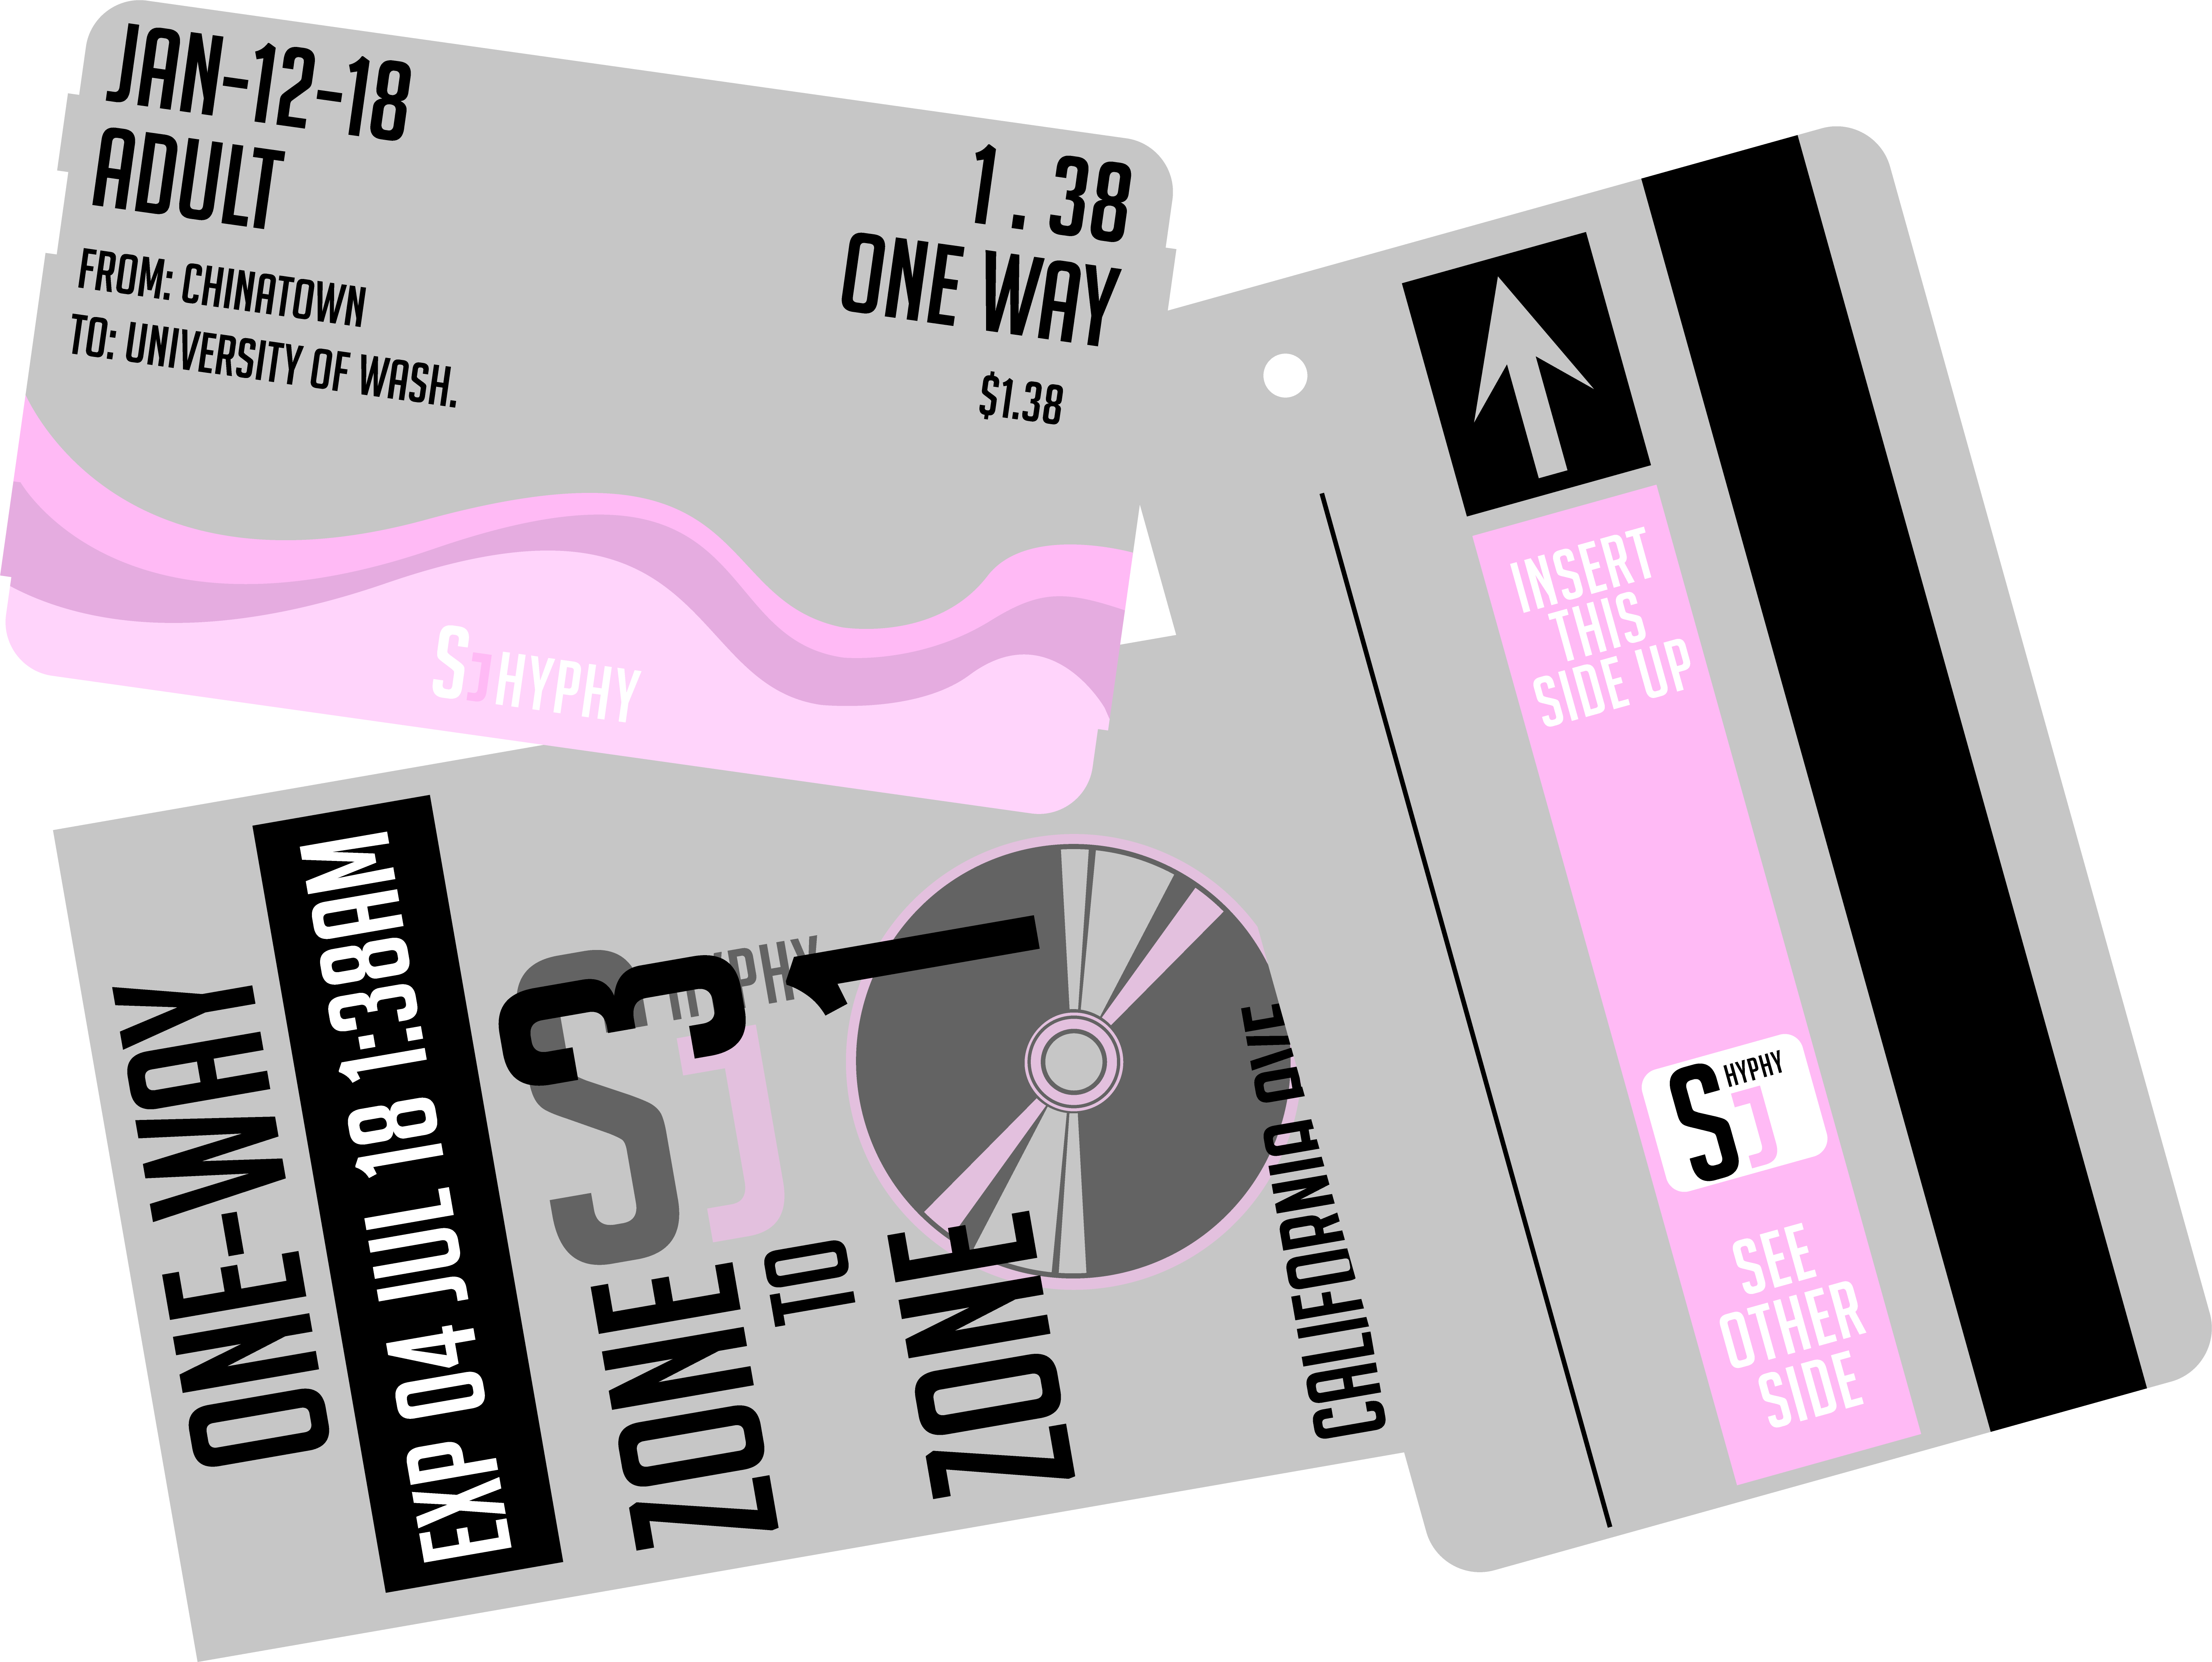 JAN-12-18
ADULT
FROM: CHINATOWN
TO: UNIVERSITY OF WASH.
1.38
ONE WAY
$1.38
SJHYPHY
INSERT
THIS
SIDE UP
SJ HYPHY
SEE
OTHER
SIDE
ONE-WAY
EXP 04 JUL 18 1:38AM
SJ
ZONE 3
TO
ZONE 1
CALIFORNIA AVE